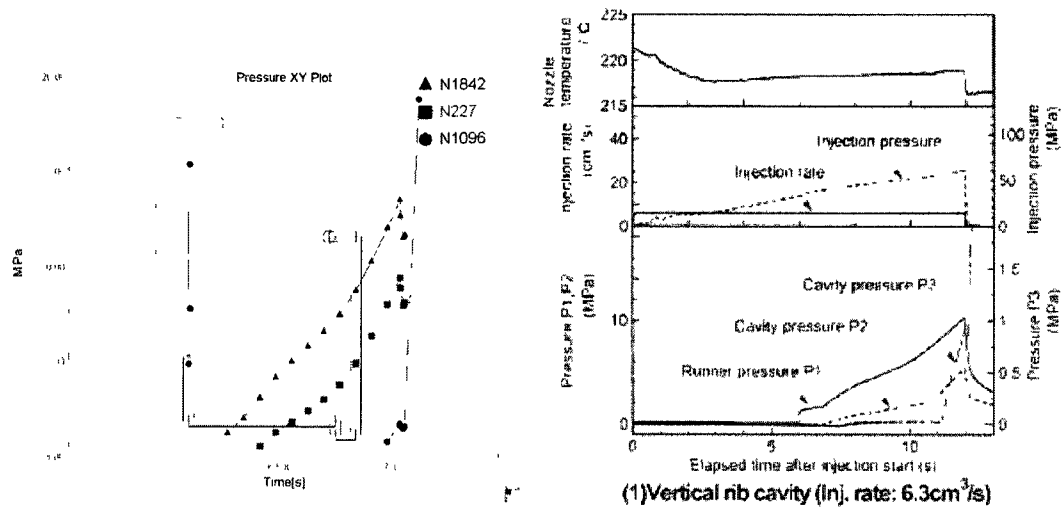 Pressure XY Plot
N1842
N227
N1096
MPa
Time[s]
225
220
215
Nozzle
temperature
/ °C
40
20
0
Injection pressure
Injection rate
100
50
0
Injection pressure
(MPa)
10
0
Pressure P1,P2
(MPa)
Cavity pressure P3
Cavity pressure P2
Runner pressure P1
1.5
1
0.5
0
Pressure P3
(MPa)
0
5
10
Elapsed time after injection start (s)
(1)Vertical rib cavity (Inj. rate: 6.3cm³/s)